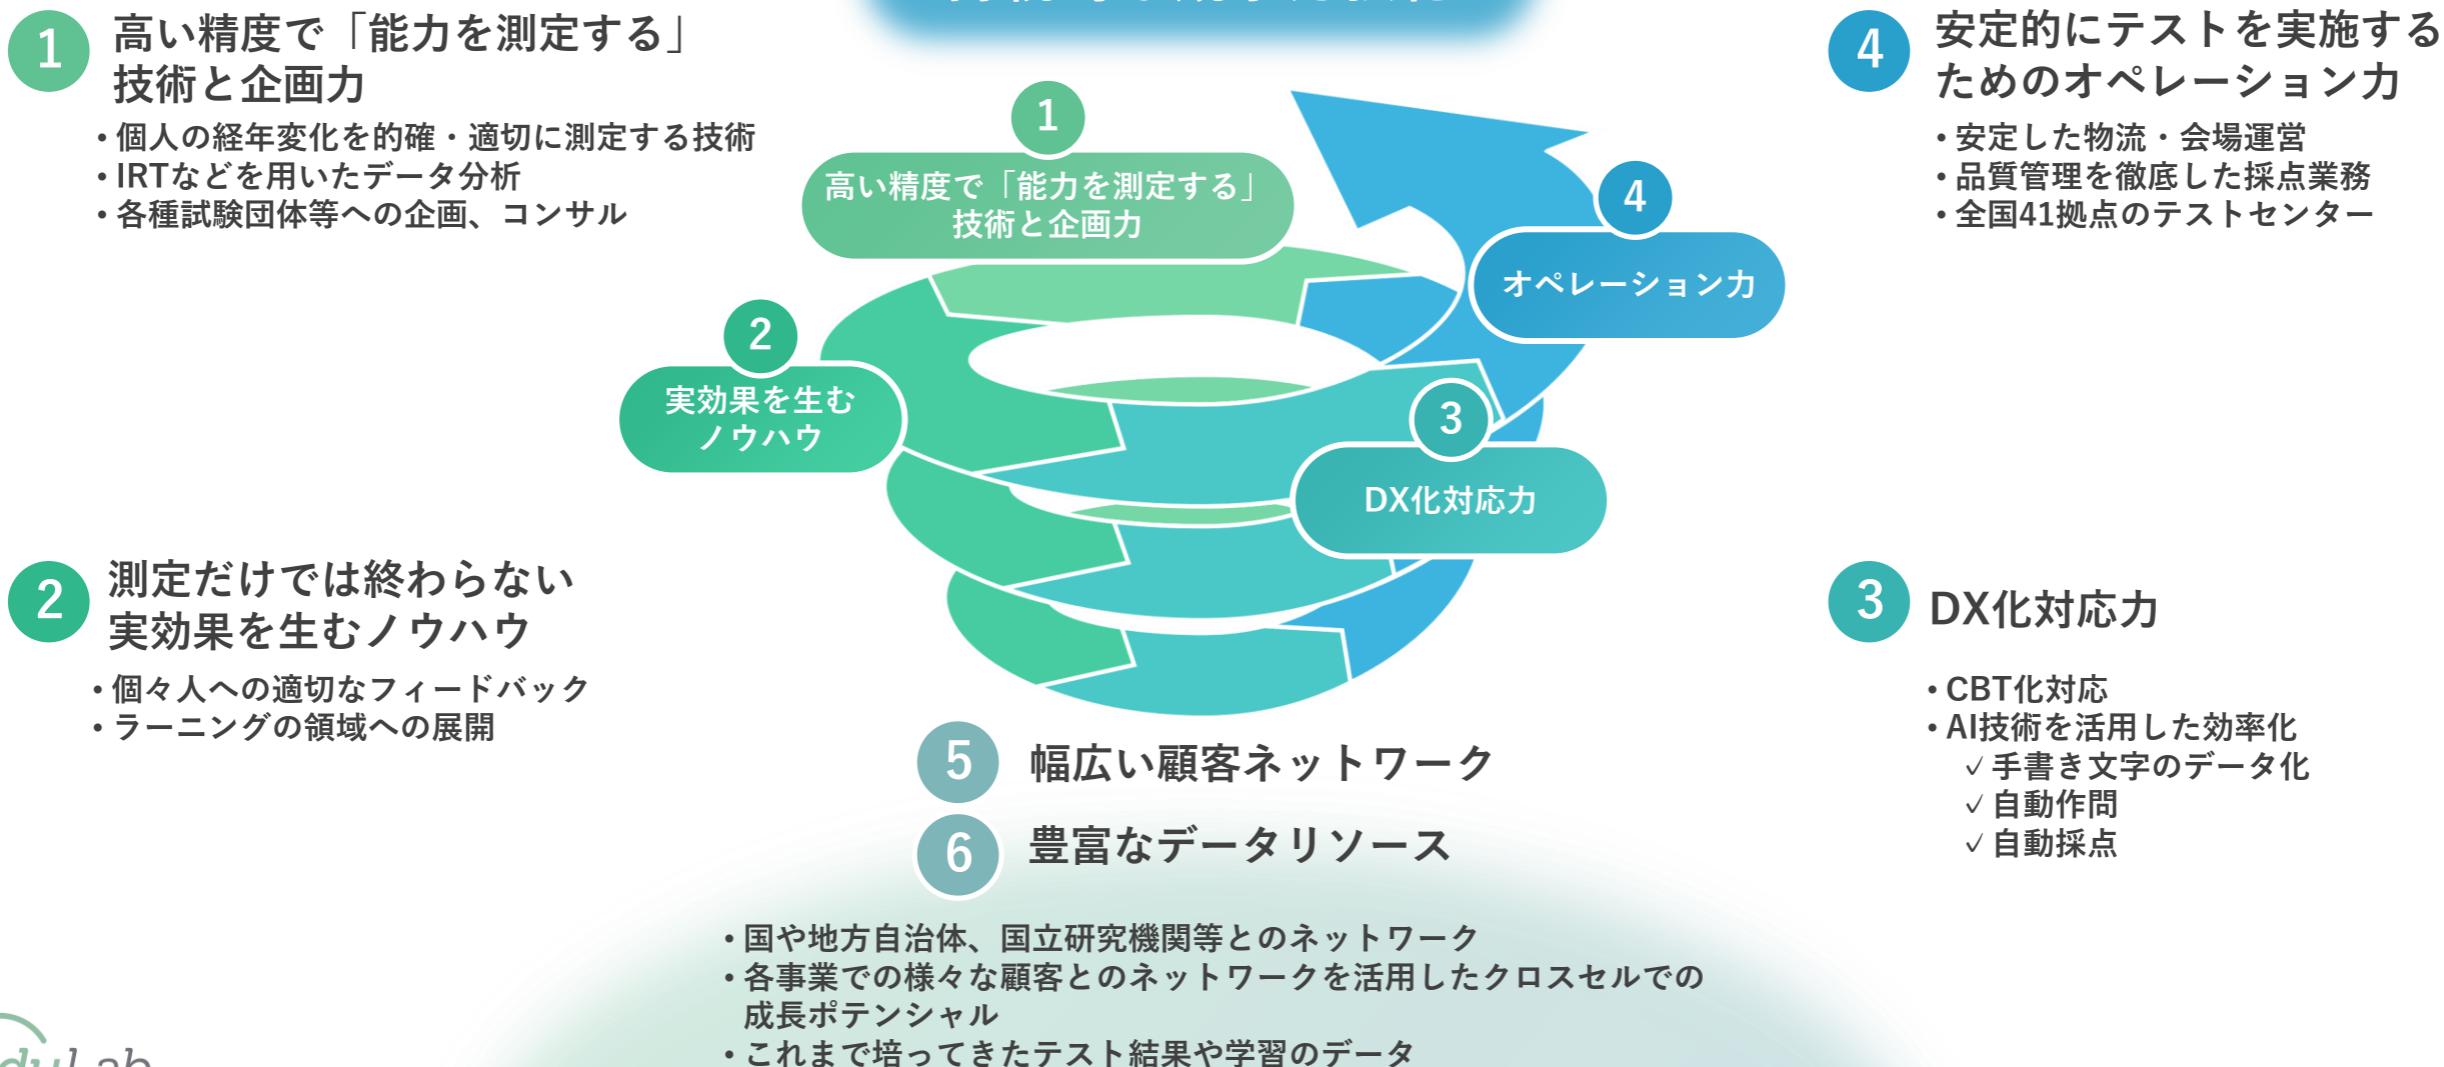 1
高い精度で「能力を測定する」
技術と企画力
• 個人の経年変化を的確・適切に測定する技術
• IRTなどを用いたデータ分析
• 各種試験団体等への企画、コンサル
4
安定的にテストを実施する
ためのオペレーション力
• 安定した物流・会場運営
• 品質管理を徹底した採点業務
• 全国41拠点のテストセンター
1
高い精度で「能力を測定する」
技術と企画力
4
オペレーション力
2
実効果を生む
ノウハウ
3
DX化対応力
2
測定だけでは終わらない
実効果を生むノウハウ
• 個々人への適切なフィードバック
• ラーニングの領域への展開
3
DX化対応力
• CBT化対応
• AI技術を活用した効率化
✓ 手書き文字のデータ化
✓ 自動作問
✓ 自動採点
5
幅広い顧客ネットワーク
6
豊富なデータリソース
• 国や地方自治体、国立研究機関等とのネットワーク
• 各事業での様々な顧客とのネットワークを活用したクロスセルでの
成長ポテンシャル
• これまで培ってきたテスト結果や学習のデータ